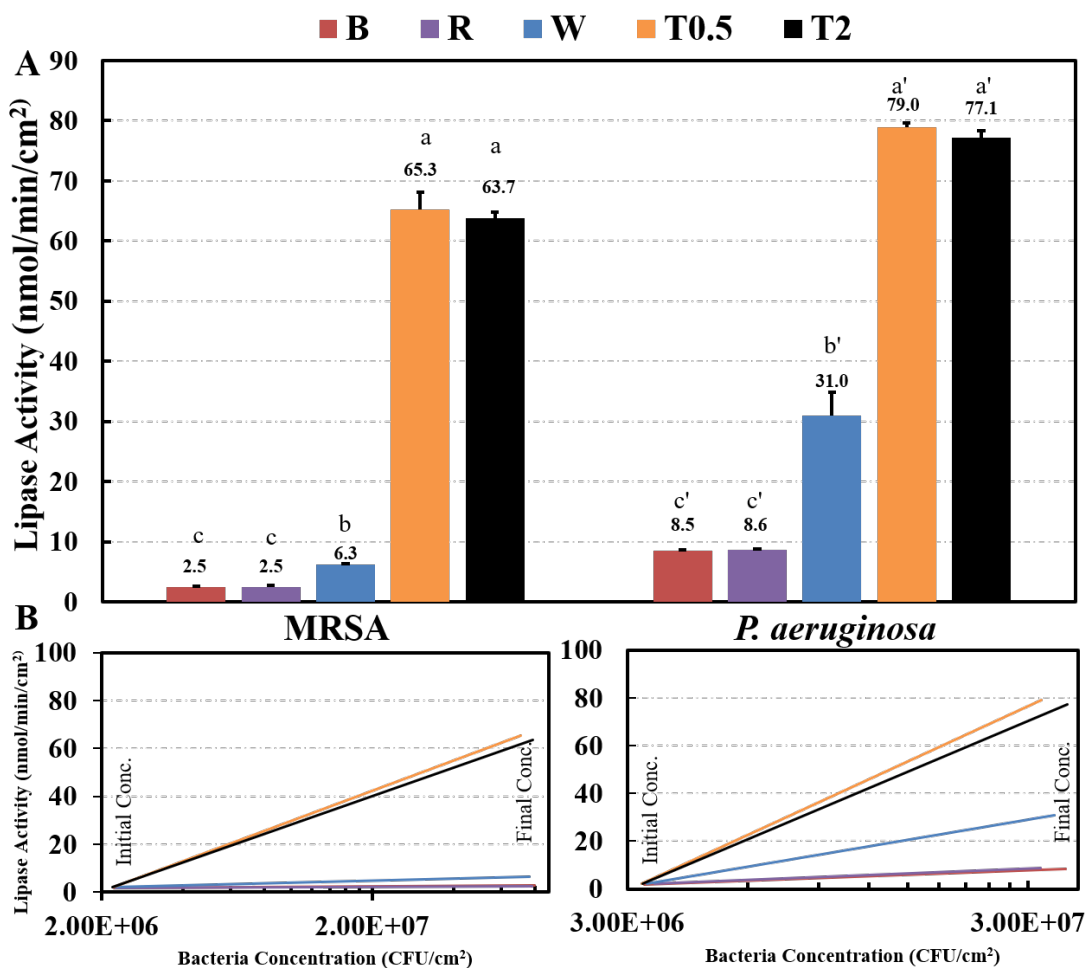 B R W T0.5 T2
A
90
80
70
60
50
40
30
20
10
0
Lipase Activity (nmol/min/cm²)
c
2.5
c
2.5
b
6.3
a
65.3
a
63.7
c'
8.5
c'
8.6
b'
31.0
a'
79.0
a'
77.1
MRSA P. aeruginosa
B
Lipase Activity (nmol/min/cm²)
100
80
60
40
20
0
Initial Conc.
Final Conc.
2.00E+06 2.00E+07
Bacteria Concentration (CFU/cm²)
100
80
60
40
20
0
Initial Conc.
Final Conc.
3.00E+06 3.00E+07
Bacteria Concentration (CFU/cm²)